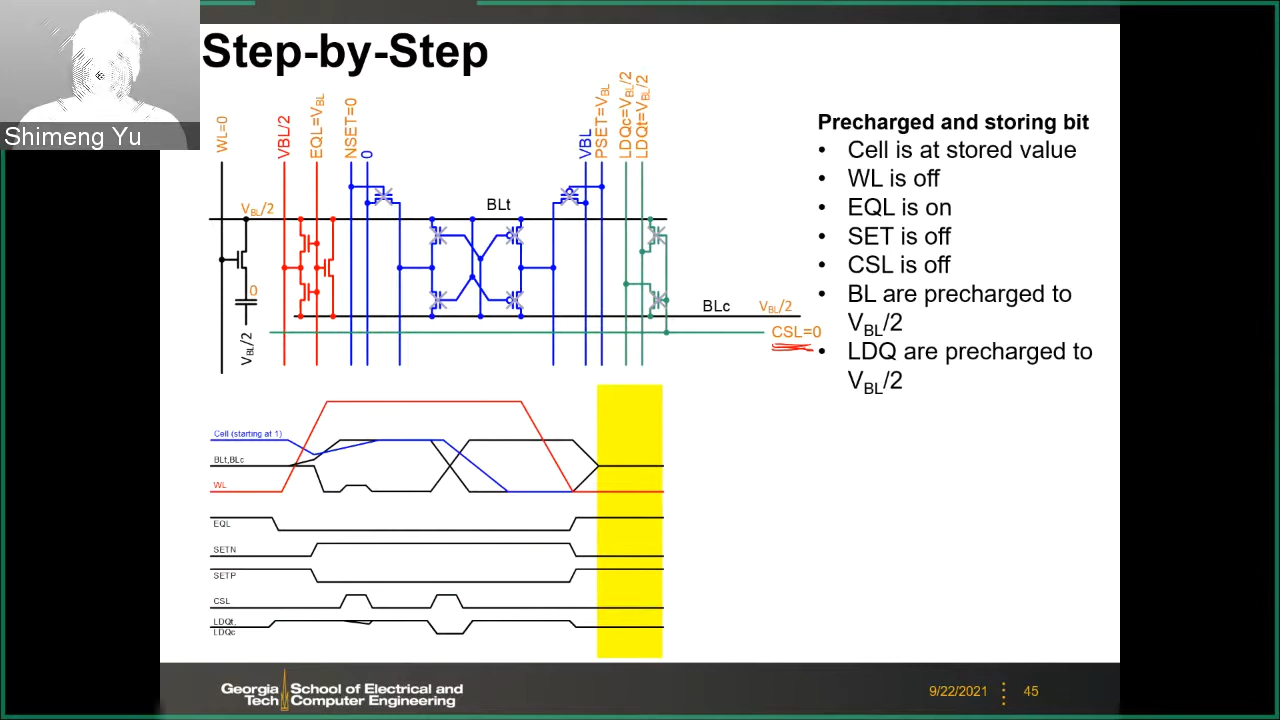 Step-by-Step
Shimeng Yu
WL=0
VBL/2
EQL=VBL
NSET=0
0
VBL
PSET=VBL
LDQc=VBL/2
LDQt=VBL/2
VBL/2
BLt
0
BLc
VBL/2
CSL=0
VBL/2
Precharged and storing bit
• Cell is at stored value
• WL is off
• EQL is on
• SET is off
• CSL is off
• BL are precharged to
VBL/2
• LDQ are precharged to
VBL/2
Cell (starting at 1)
BLt,BLc
WL
EQL
SETN
SETP
CSL
LDQt,
LDQc
Georgia Tech School of Electrical and
Computer Engineering
9/22/2021
45